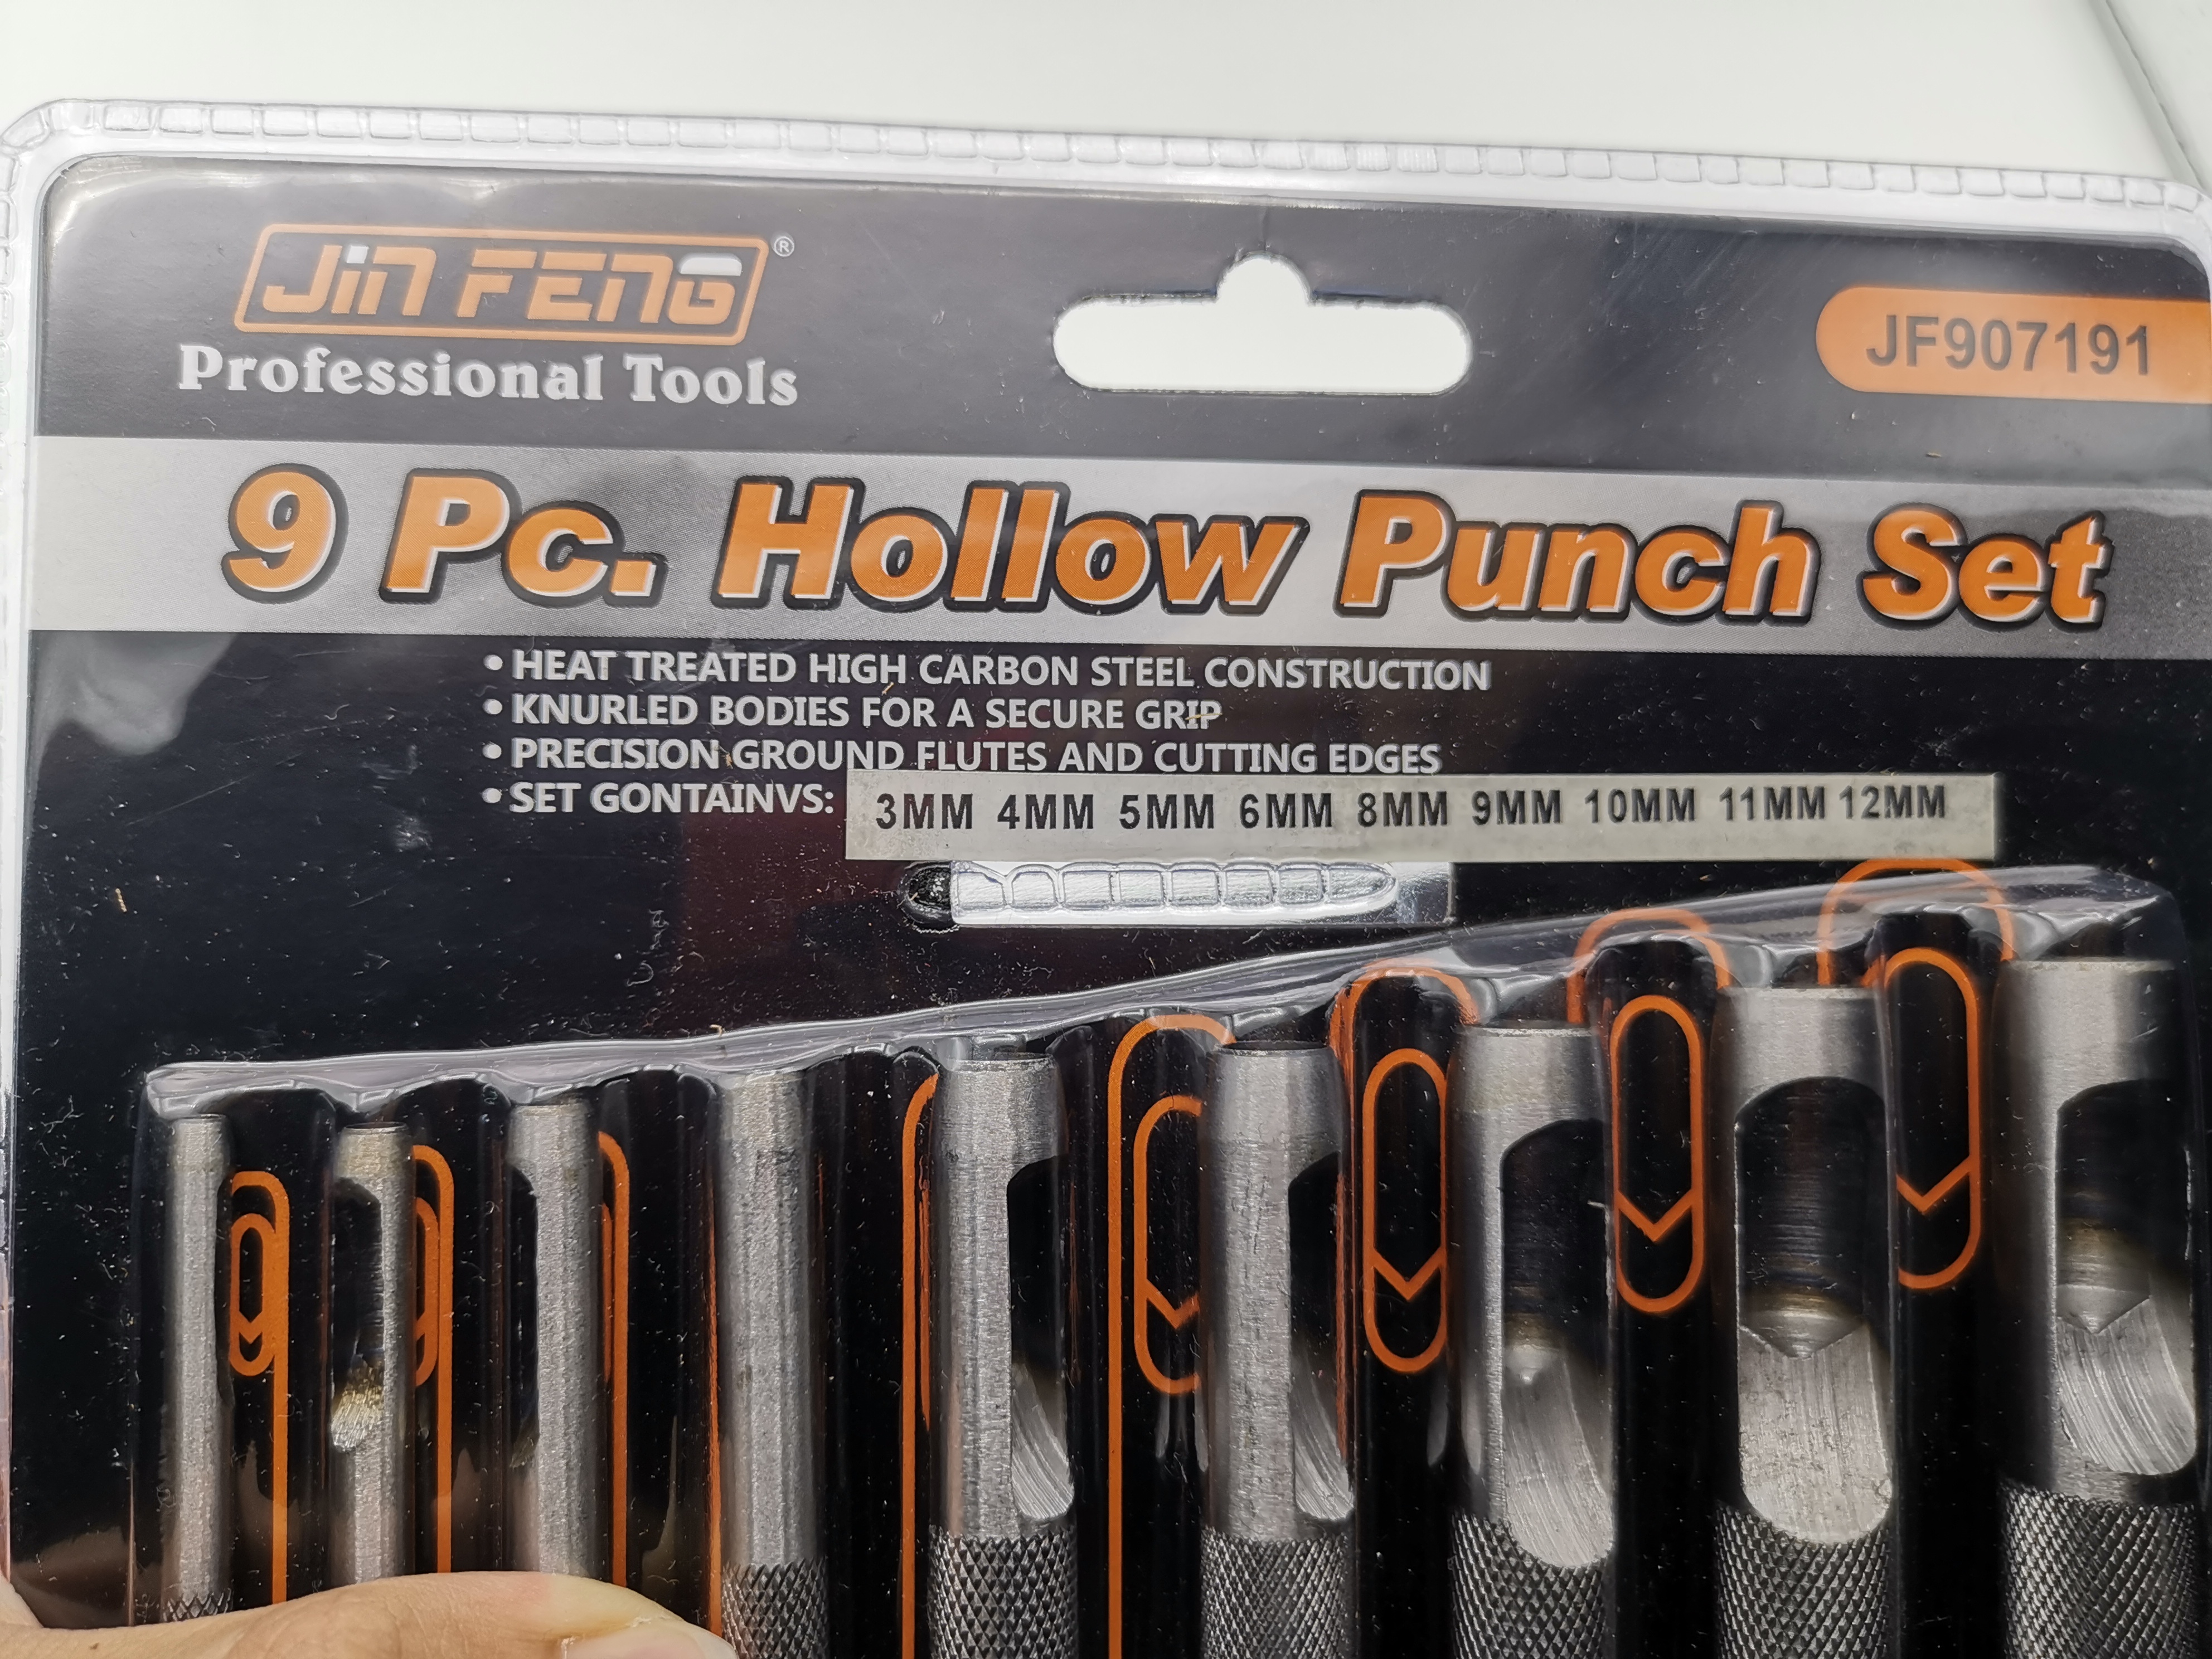 JIN FENG®
Professional Tools
JF907191
9 Pc. Hollow Punch Set
• HEAT TREATED HIGH CARBON STEEL CONSTRUCTION
• KNURLED BODIES FOR A SECURE GRIP
• PRECISION GROUND FLUTES AND CUTTING EDGES
• SET GONTAINVS: 3MM 4MM 5MM 6MM 8MM 9MM 10MM 11MM 12MM